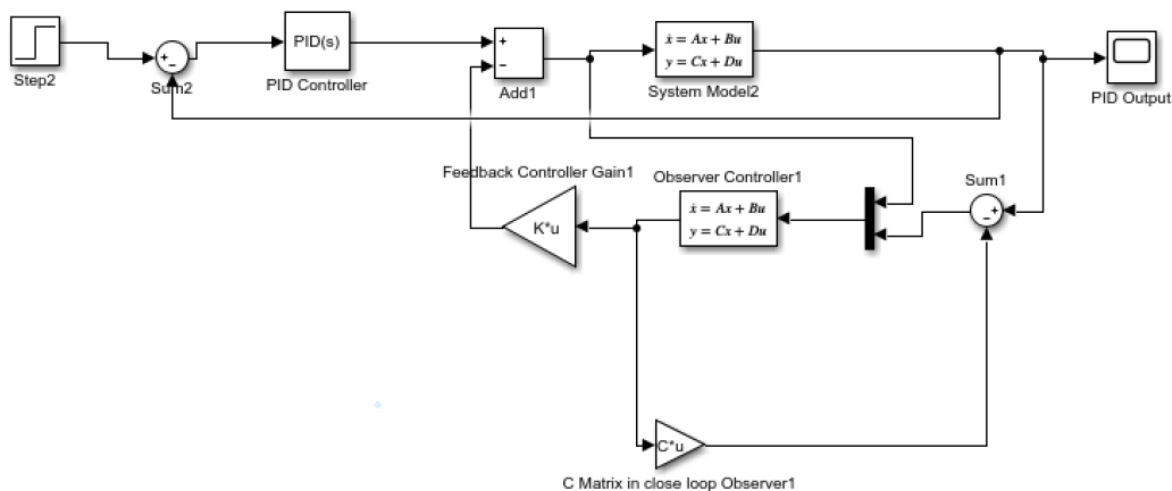 Step2
+
−
Sum2
PID(s)
PID Controller
+
−
Add1
ẋ = Ax + Bu
y = Cx + Du
System Model2
PID Output
Feedback Controller Gain1
K*u
Observer Controller1
ẋ = Ax + Bu
y = Cx + Du
Sum1
+
−
C*u
C Matrix in close loop Observer1